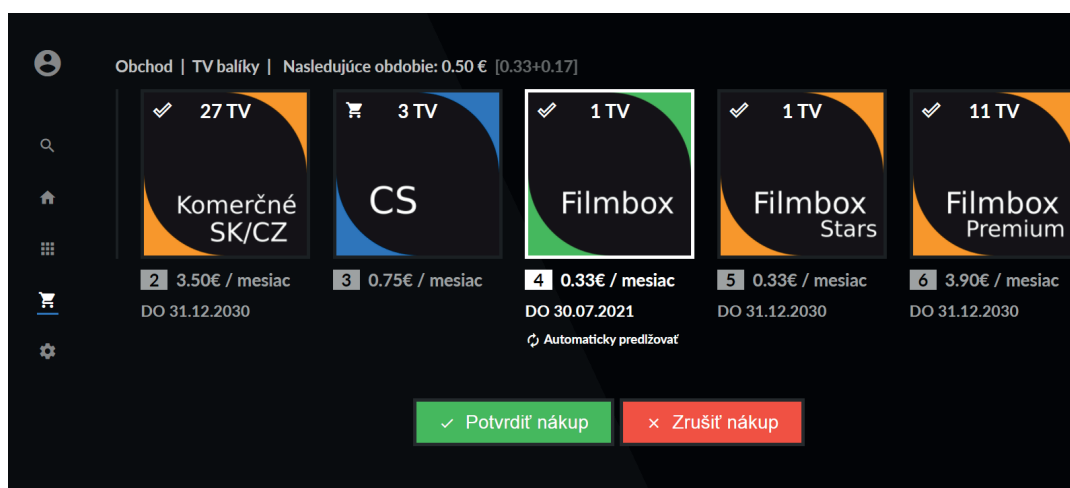 Obchod | TV balíky | Nasledujúce obdobie: 0.50 € [0.33+0.17]
27 TV
Komerčné
SK/CZ
2 3.50€ / mesiac
DO 31.12.2030
3 TV
CS
3 0.75€ / mesiac
1 TV
Filmbox
4 0.33€ / mesiac
DO 30.07.2021
Automaticky predlžovať
1 TV
Filmbox
Stars
5 0.33€ / mesiac
DO 31.12.2030
11 TV
Filmbox
Premium
6 3.90€ / mesiac
DO 31.12.2030
Potvrdiť nákup
Zrušiť nákup